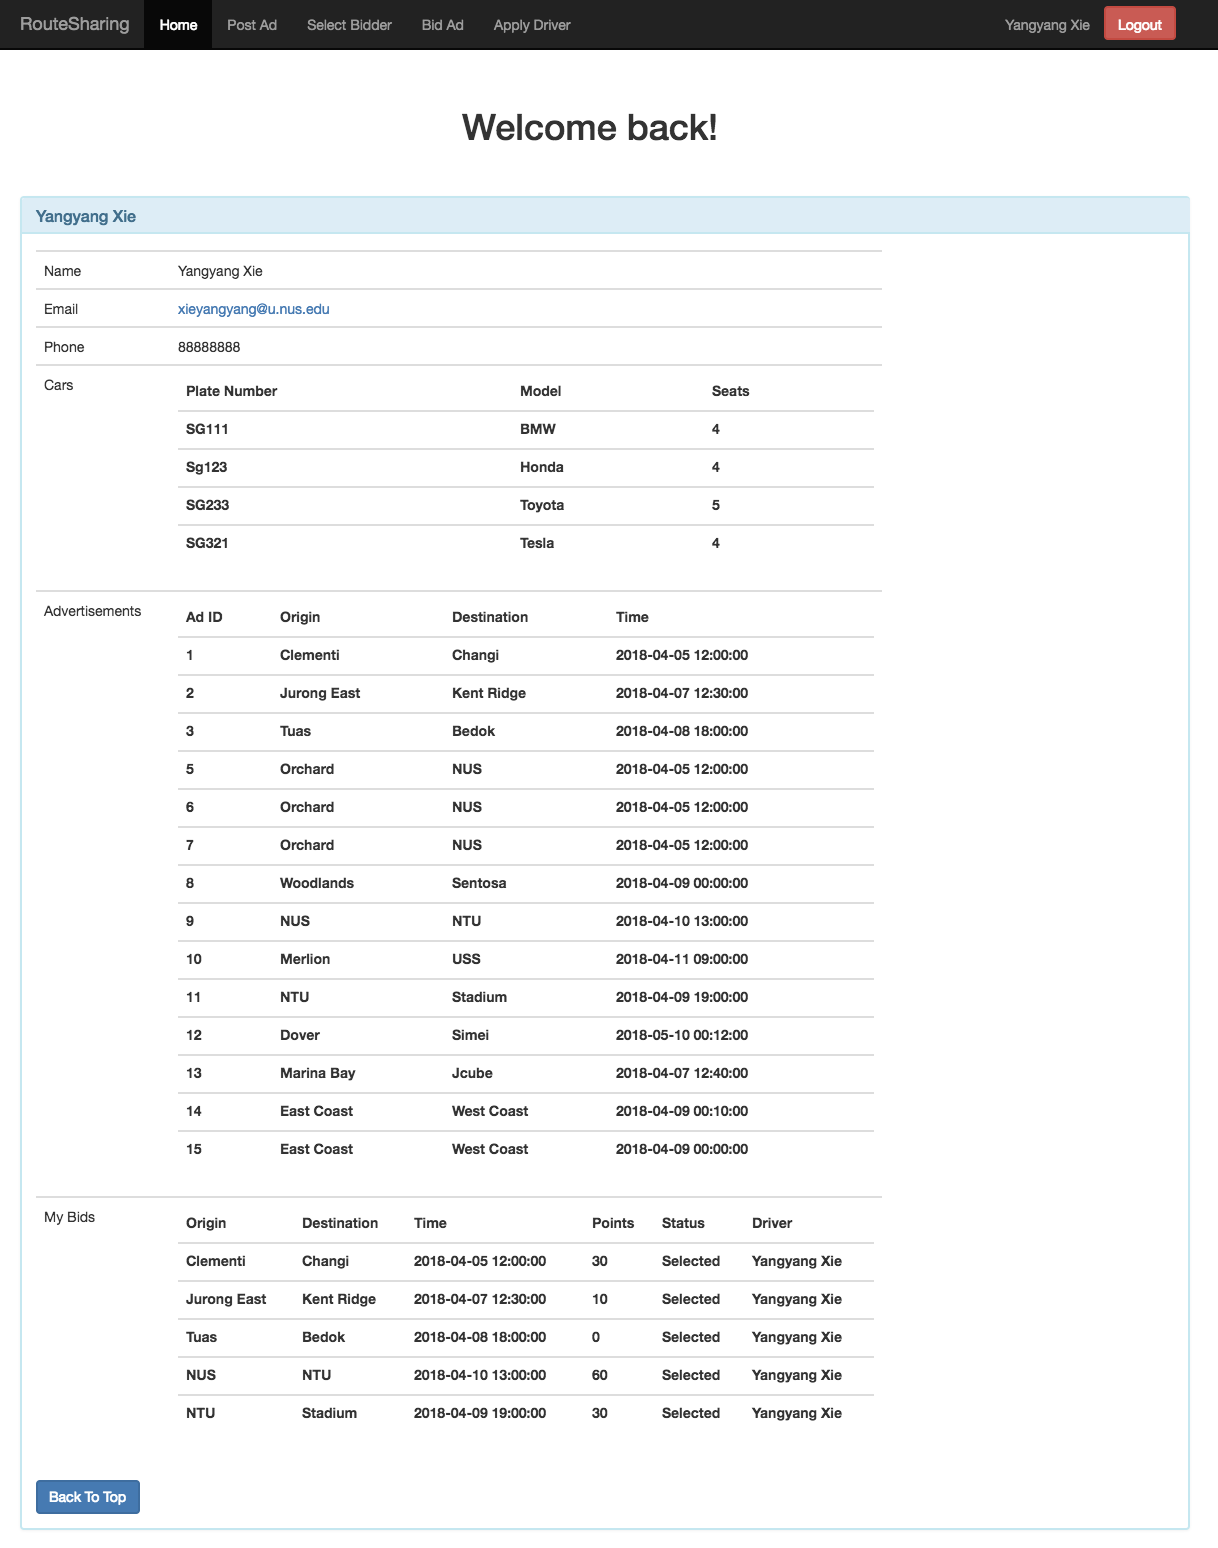 RouteSharing Home Post Ad Select Bidder Bid Ad Apply Driver Yangyang Xie Logout
Welcome back!
Yangyang Xie
Name Yangyang Xie
Email xieyangyang@u.nus.edu
Phone 88888888
Cars Plate Number Model Seats
SG111 BMW 4
Sg123 Honda 4
SG233 Toyota 5
SG321 Tesla 4
Advertisements Ad ID Origin Destination Time
1 Clementi Changi 2018-04-05 12:00:00
2 Jurong East Kent Ridge 2018-04-07 12:30:00
3 Tuas Bedok 2018-04-08 18:00:00
5 Orchard NUS 2018-04-05 12:00:00
6 Orchard NUS 2018-04-05 12:00:00
7 Orchard NUS 2018-04-05 12:00:00
8 Woodlands Sentosa 2018-04-09 00:00:00
9 NUS NTU 2018-04-10 13:00:00
10 Merlion USS 2018-04-11 09:00:00
11 NTU Stadium 2018-04-09 19:00:00
12 Dover Simei 2018-05-10 00:12:00
13 Marina Bay Jcube 2018-04-07 12:40:00
14 East Coast West Coast 2018-04-09 00:10:00
15 East Coast West Coast 2018-04-09 00:00:00
My Bids Origin Destination Time Points Status Driver
Clementi Changi 2018-04-05 12:00:00 30 Selected Yangyang Xie
Jurong East Kent Ridge 2018-04-07 12:30:00 10 Selected Yangyang Xie
Tuas Bedok 2018-04-08 18:00:00 0 Selected Yangyang Xie
NUS NTU 2018-04-10 13:00:00 60 Selected Yangyang Xie
NTU Stadium 2018-04-09 19:00:00 30 Selected Yangyang Xie
Back To Top